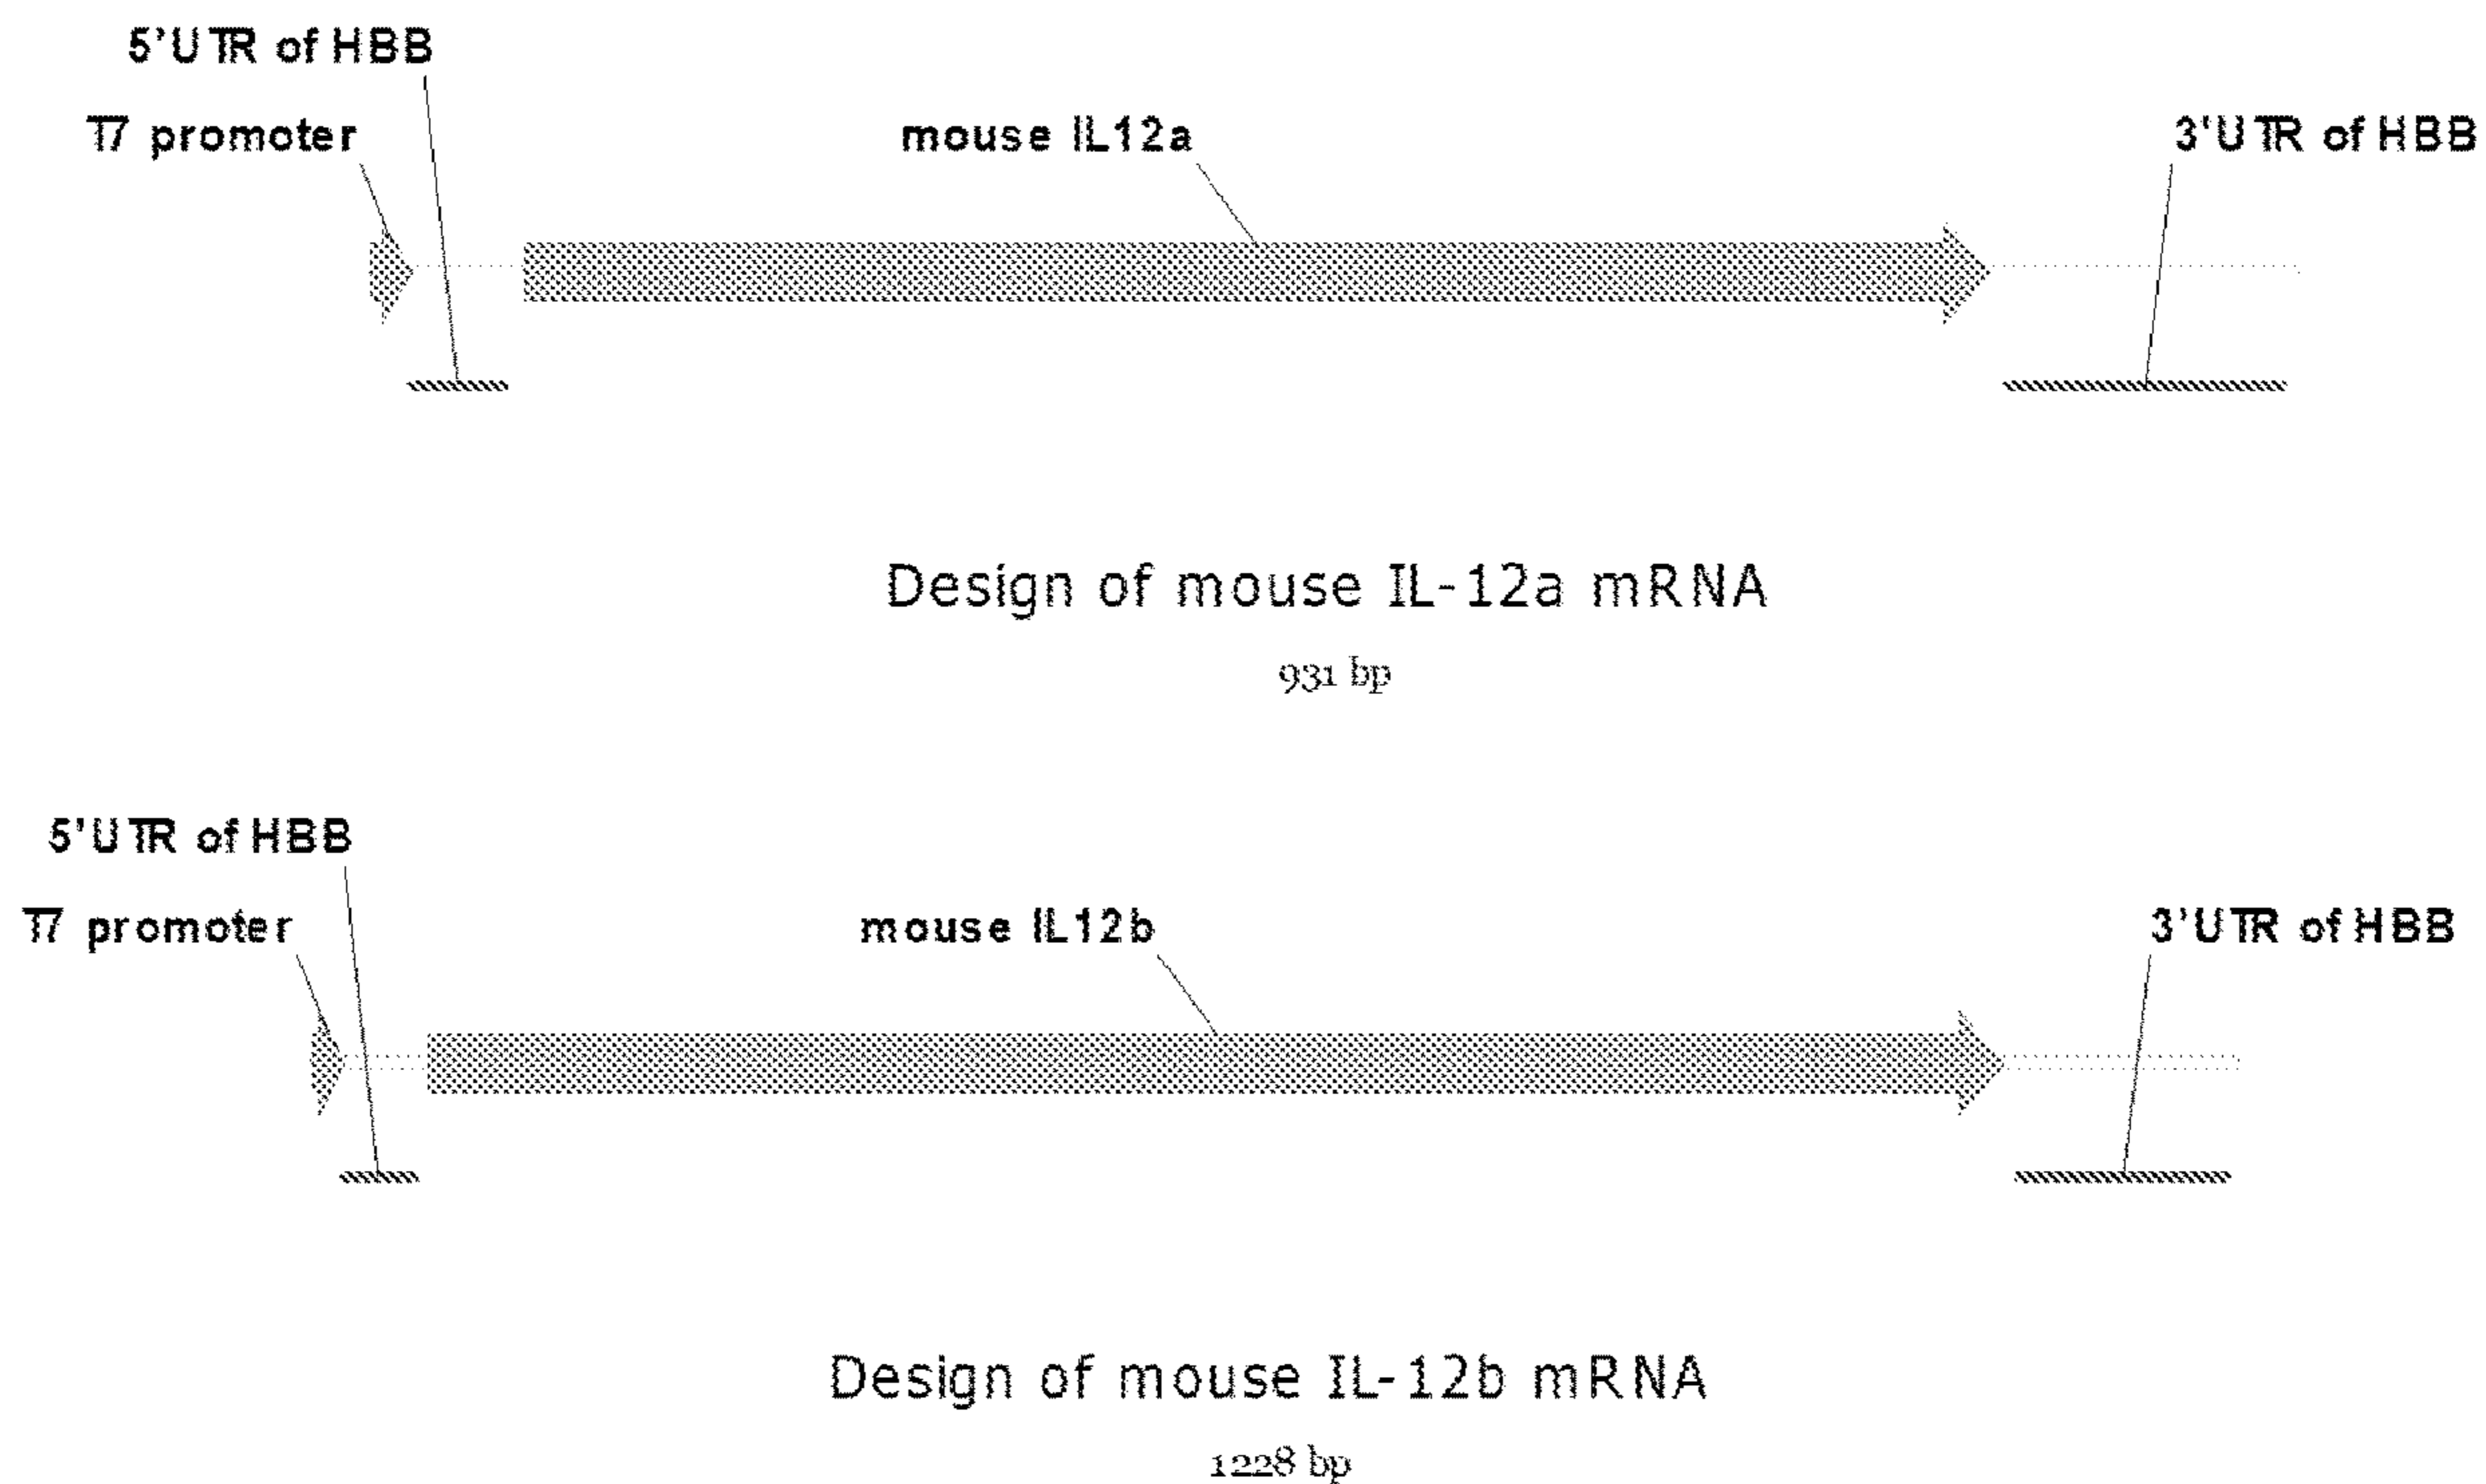 5'UTR of HBB
T7 promoter
mouse IL12a
3'UTR of HBB
Design of mouse IL-12a mRNA
931 bp
5'UTR of HBB
T7 promoter
mouse IL12b
3'UTR of HBB
Design of mouse IL-12b mRNA
1228 bp